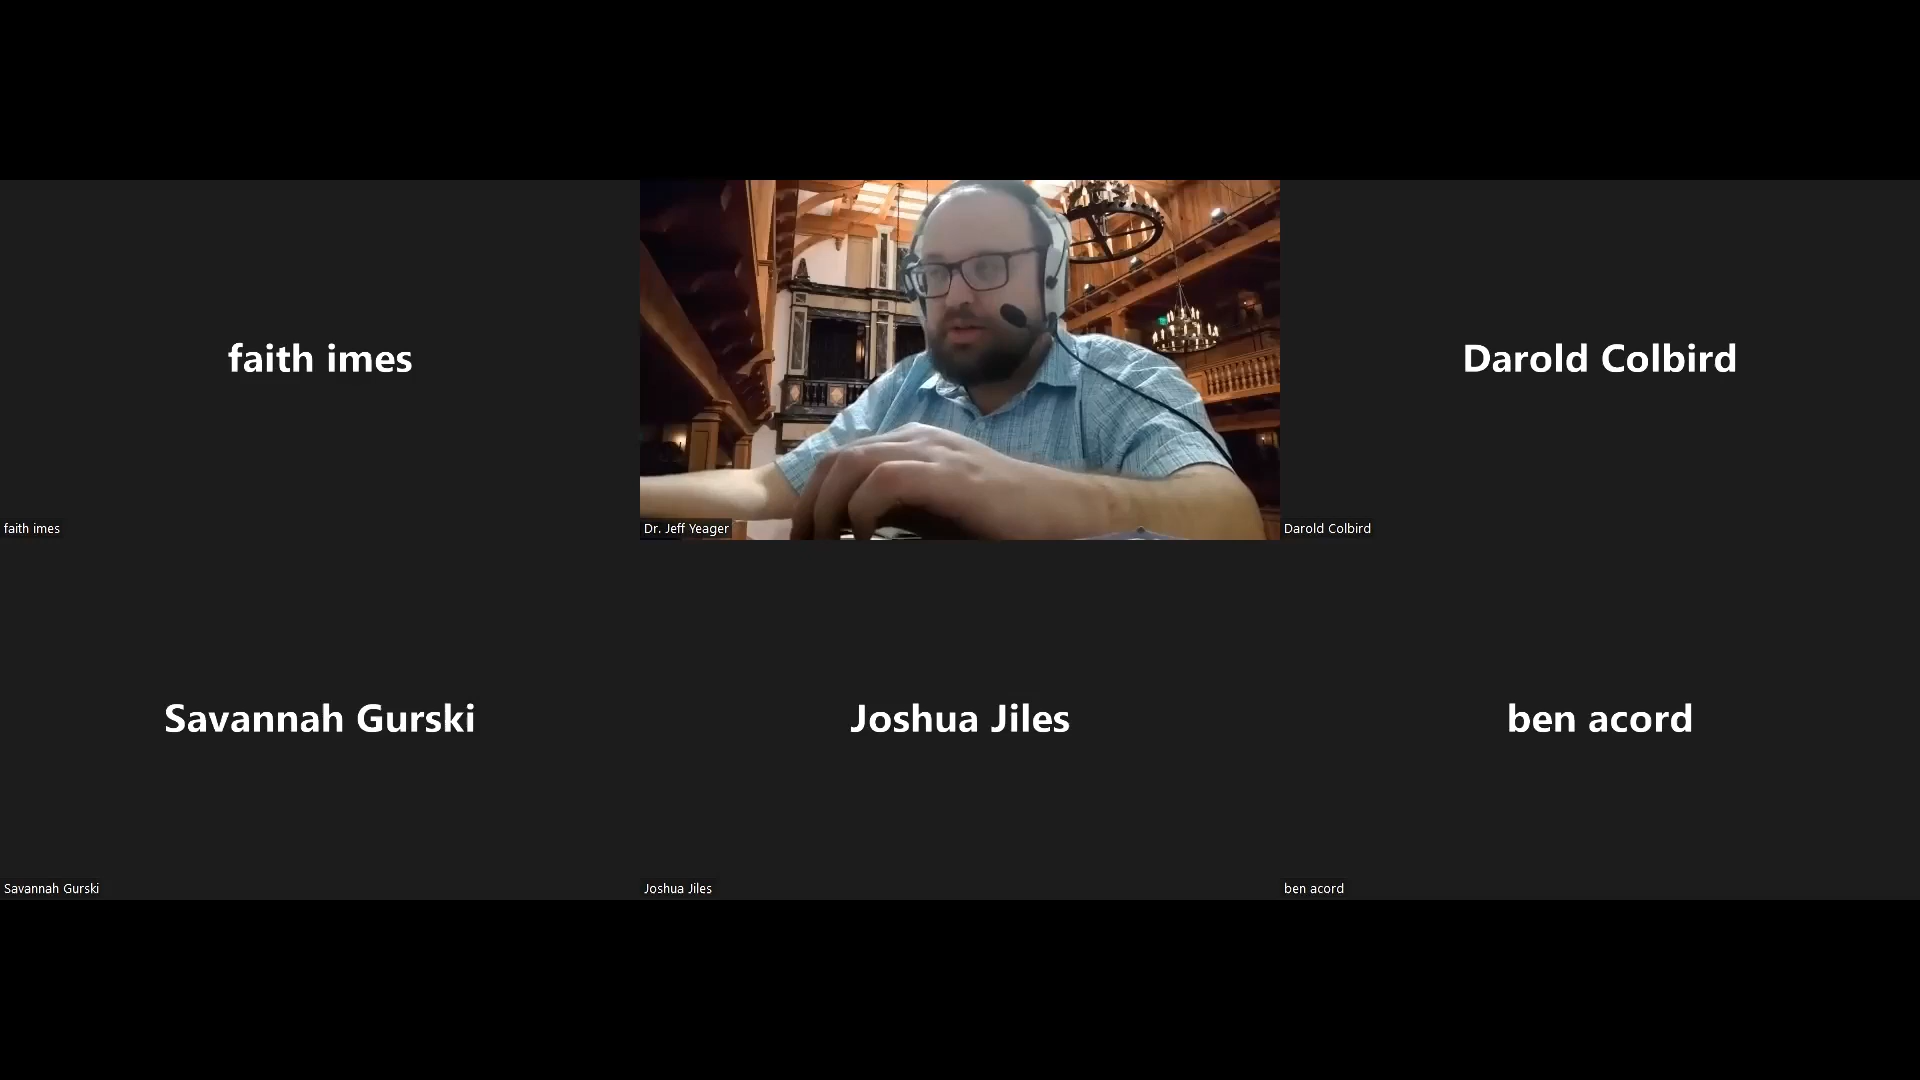 faith imes
Darold Colbird
faith imes
Dr. Jeff Yeager
Darold Colbird
Savannah Gurski
Joshua Jiles
ben acord
Savannah Gurski
Joshua Jiles
ben acord